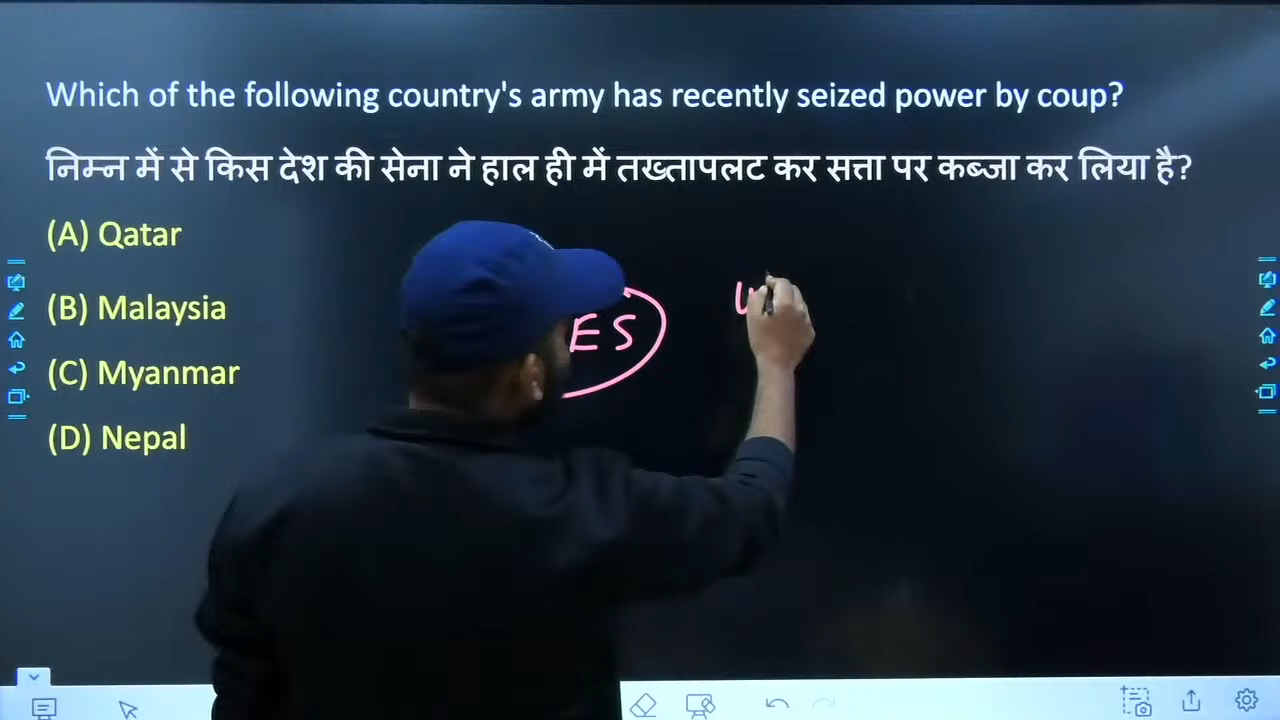 Which of the following country's army has recently seized power by coup?
निम्न में से किस देश की सेना ने हाल ही में तख्तापलट कर सत्ता पर कब्जा कर लिया है?
(A) Qatar
(B) Malaysia
ES
(C) Myanmar
(D) Nepal